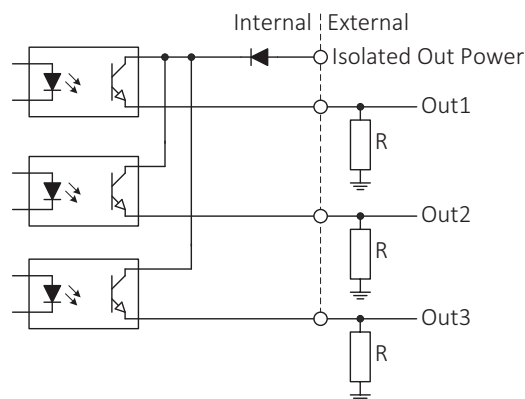 Internal External
Isolated Out Power
Out1
R
Out2
R
Out3
R